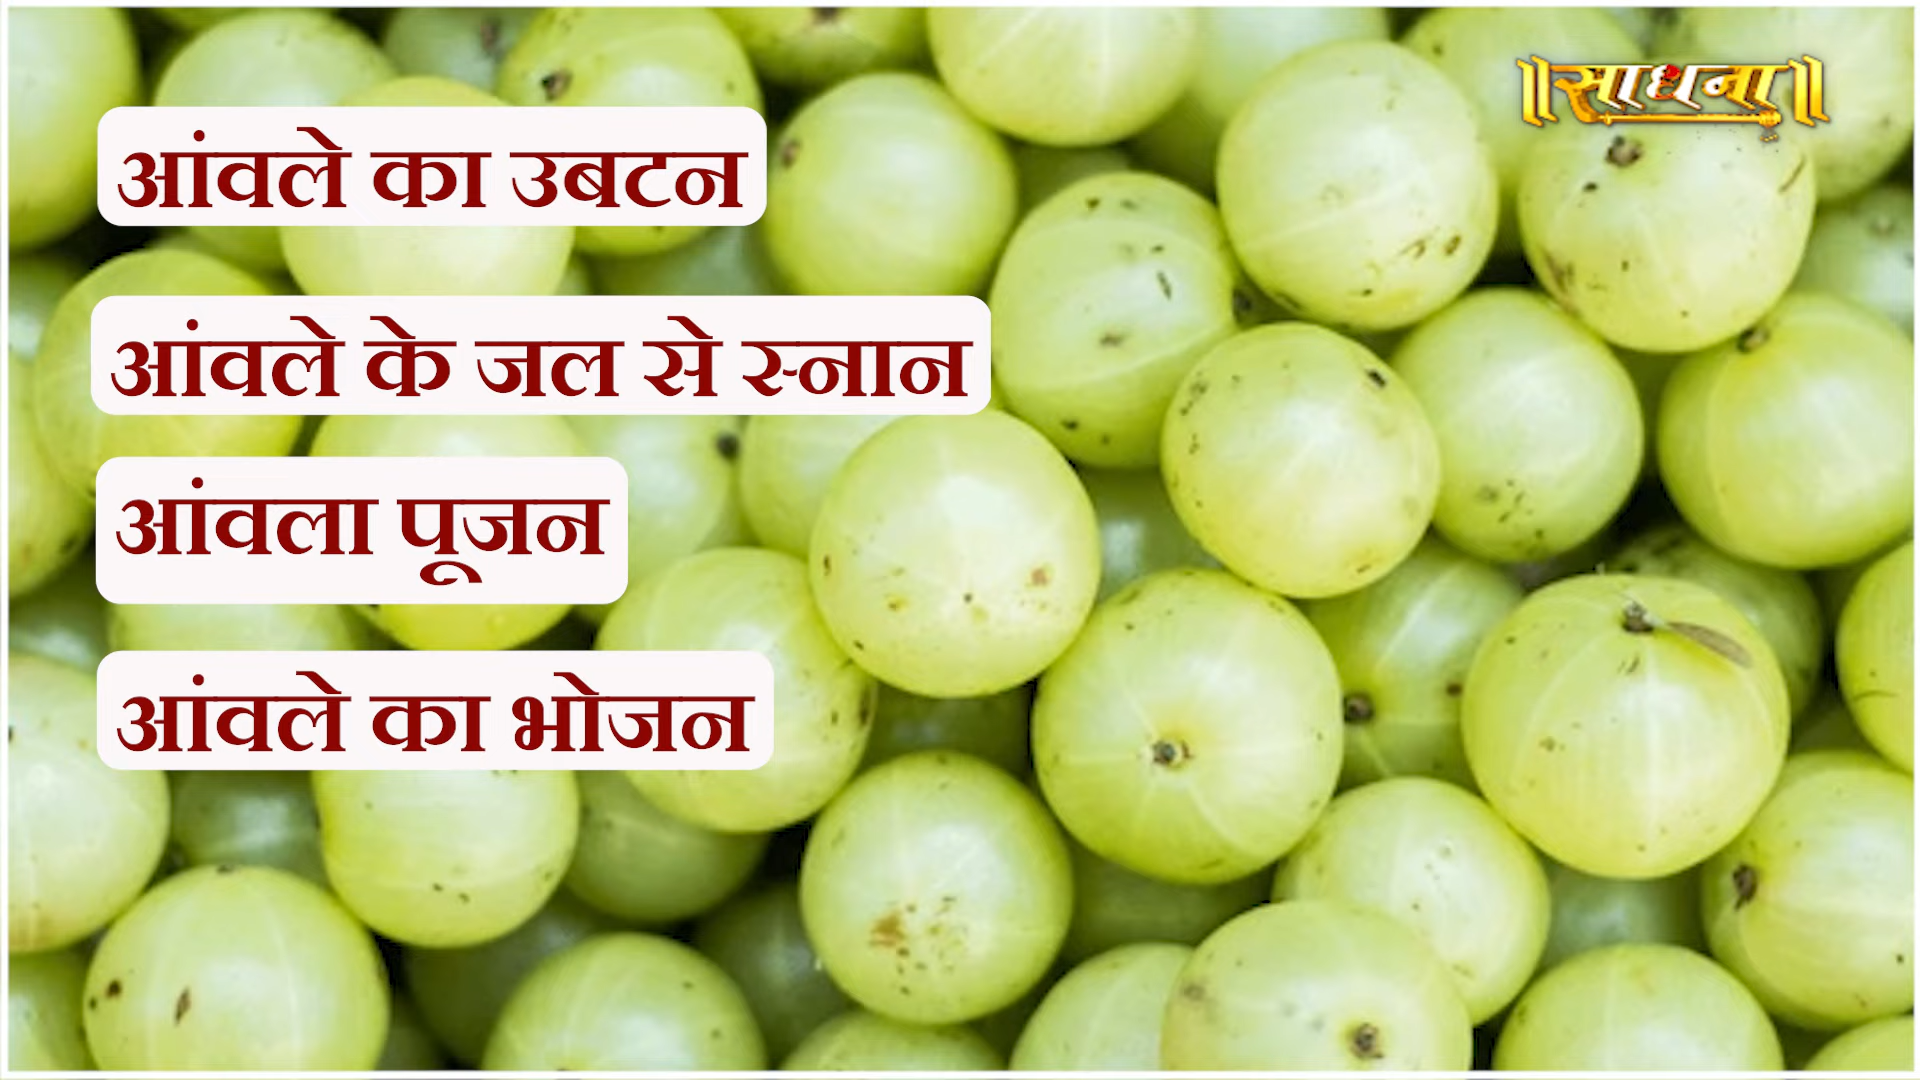 ॥साधना॥
आंवले का उबटन
आंवले के जल से स्नान
आंवला पूजन
आंवले का भोजन